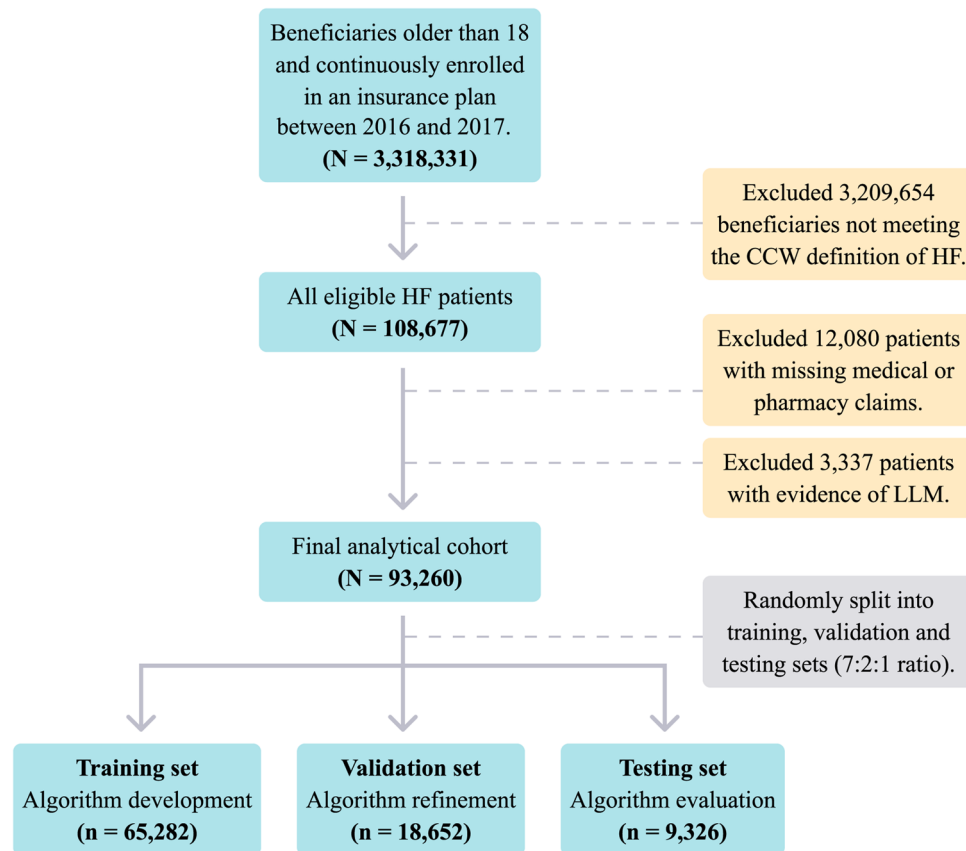 Beneficiaries older than 18
and continuously enrolled
in an insurance plan
between 2016 and 2017.
(N = 3,318,331)
Excluded 3,209,654
beneficiaries not meeting
the CCW definition of HF.
All eligible HF patients
(N = 108,677)
Excluded 12,080 patients
with missing medical or
pharmacy claims.
Excluded 3,337 patients
with evidence of LLM.
Final analytical cohort
(N = 93,260)
Randomly split into
training, validation and
testing sets (7:2:1 ratio).
Training set
Algorithm development
(n = 65,282)
Validation set
Algorithm refinement
(n = 18,652)
Testing set
Algorithm evaluation
(n = 9,326)